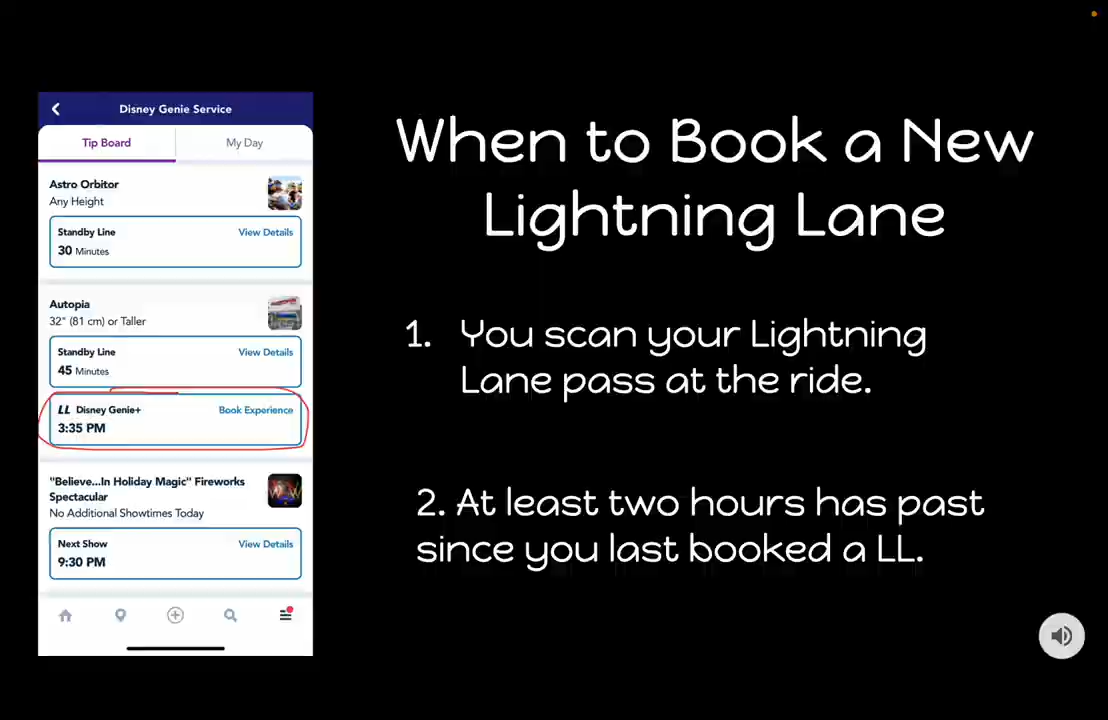 Disney Genie Service
Tip Board
My Day
Astro Orbitor
Any Height
Standby Line
View Details
30 Minutes
Autopia
32" (81 cm) or Taller
Standby Line
View Details
45 Minutes
LL Disney Genie+
Book Experience
3:35 PM
"Believe...In Holiday Magic" Fireworks
Spectacular
No Additional Showtimes Today
Next Show
View Details
9:30 PM
When to Book a New
Lightning Lane
1. You scan your Lightning
Lane pass at the ride.
2. At least two hours has past
since you last booked a LL.